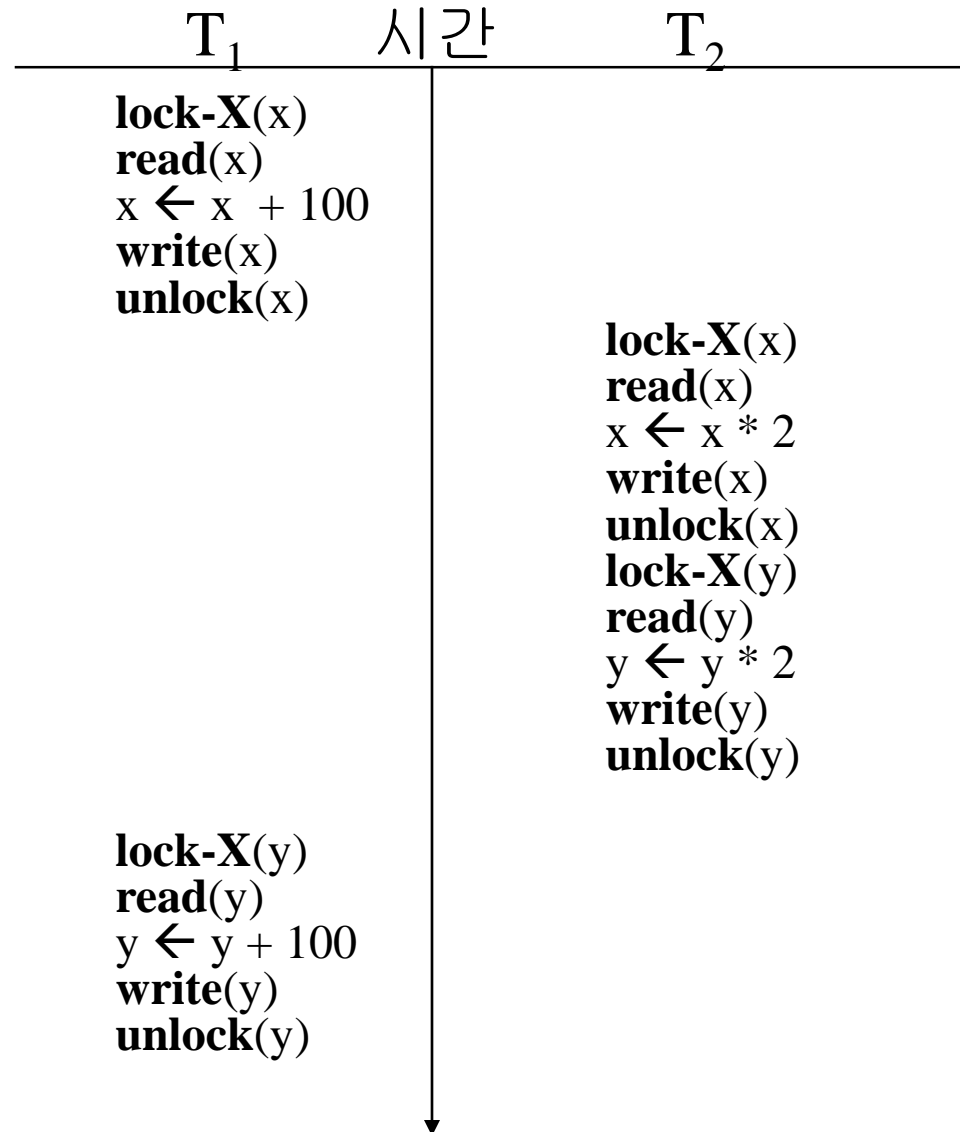 T₁ 시간 T₂
lock-X(x)
read(x)
x ← x + 100
write(x)
unlock(x)
lock-X(x)
read(x)
x ← x * 2
write(x)
unlock(x)
lock-X(y)
read(y)
y ← y * 2
write(y)
unlock(y)
lock-X(y)
read(y)
y ← y + 100
write(y)
unlock(y)